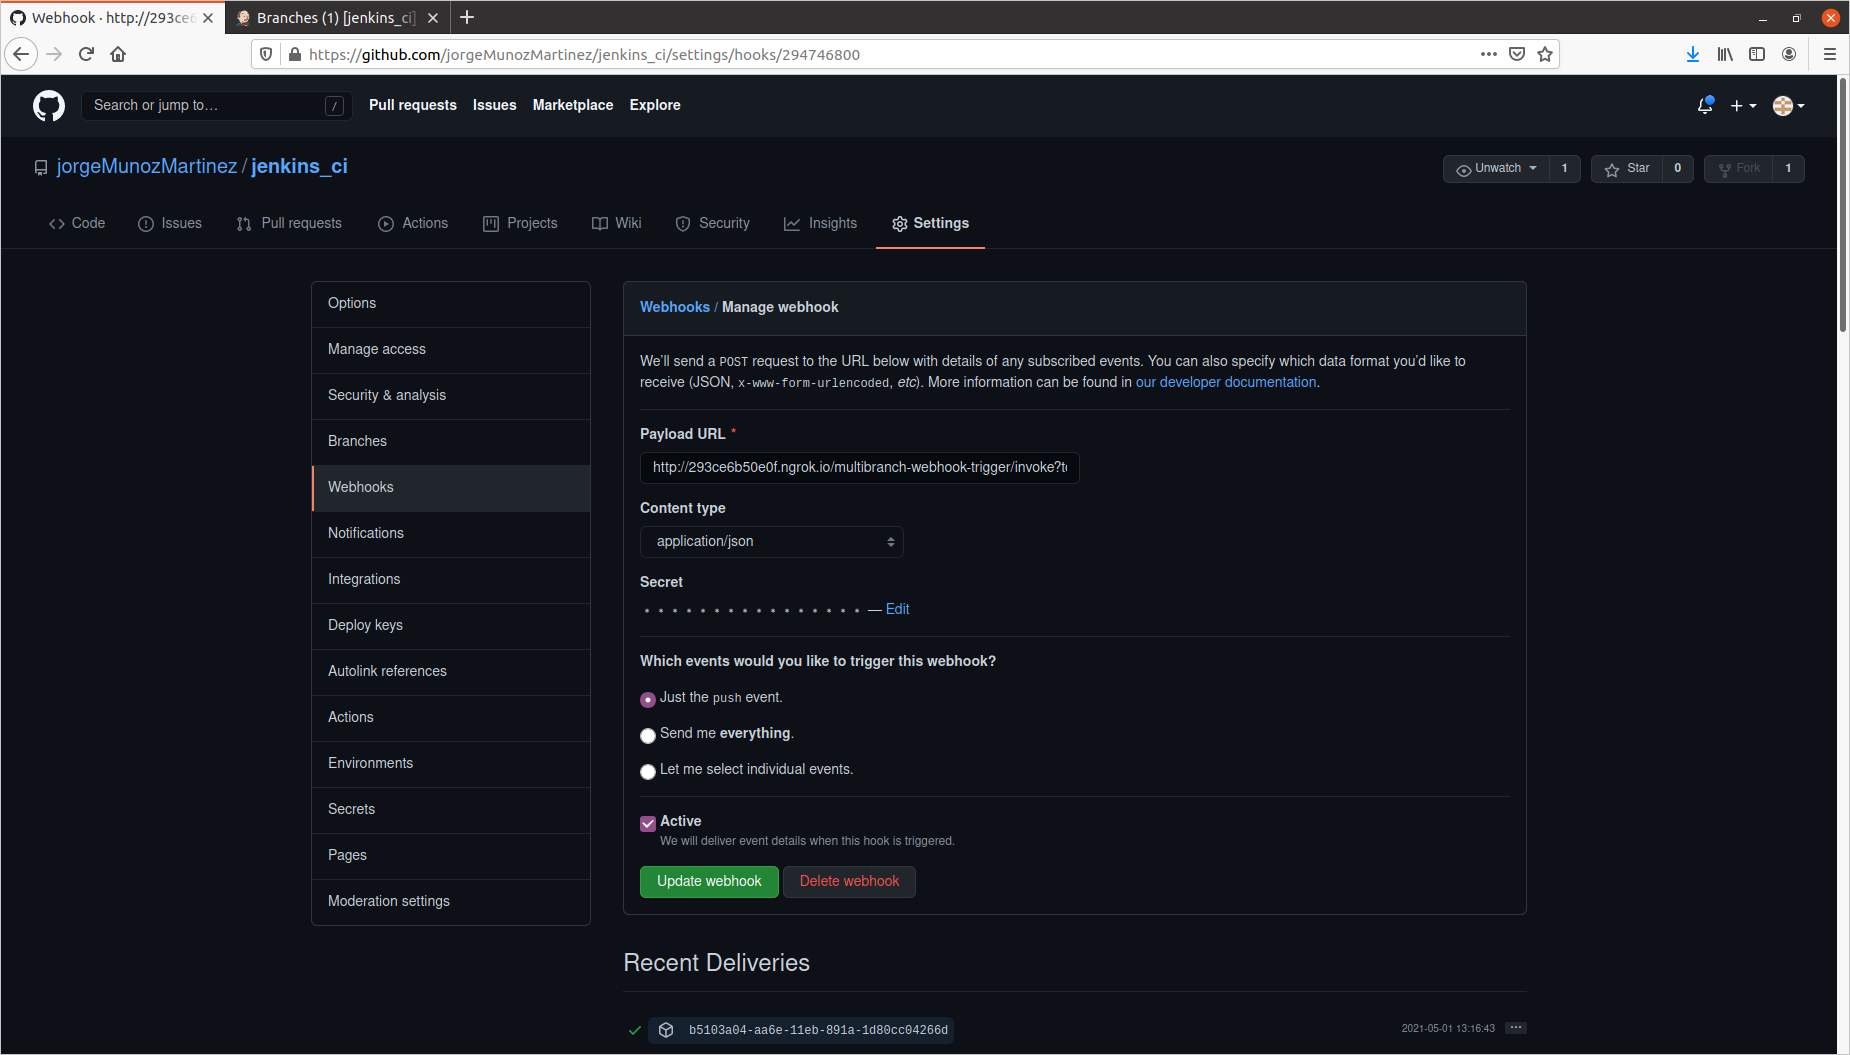 Webhook · http://293ce6
Branches (1) [jenkins_ci]
https://github.com/jorgeMunozMartinez/jenkins_ci/settings/hooks/294746800
Search or jump to…
/
Pull requests
Issues
Marketplace
Explore
jorgeMunozMartinez / jenkins_ci
Unwatch
1
Star
0
Fork
1
Code
Issues
Pull requests
Actions
Projects
Wiki
Security
Insights
Settings
Options
Manage access
Security & analysis
Branches
Webhooks
Notifications
Integrations
Deploy keys
Autolink references
Actions
Environments
Secrets
Pages
Moderation settings
Webhooks / Manage webhook
We'll send a POST request to the URL below with details of any subscribed events. You can also specify which data format you'd like to
receive (JSON, x-www-form-urlencoded, etc). More information can be found in our developer documentation.
Payload URL *
http://293ce6b50e0f.ngrok.io/multibranch-webhook-trigger/invoke?t
Content type
application/json
Secret
* * * * * * * * * * * * * * * * — Edit
Which events would you like to trigger this webhook?
Just the push event.
Send me everything.
Let me select individual events.
Active
We will deliver event details when this hook is triggered.
Update webhook
Delete webhook
Recent Deliveries
b5103a04-aa6e-11eb-891a-1d80cc04266d
2021-05-01 13:16:43